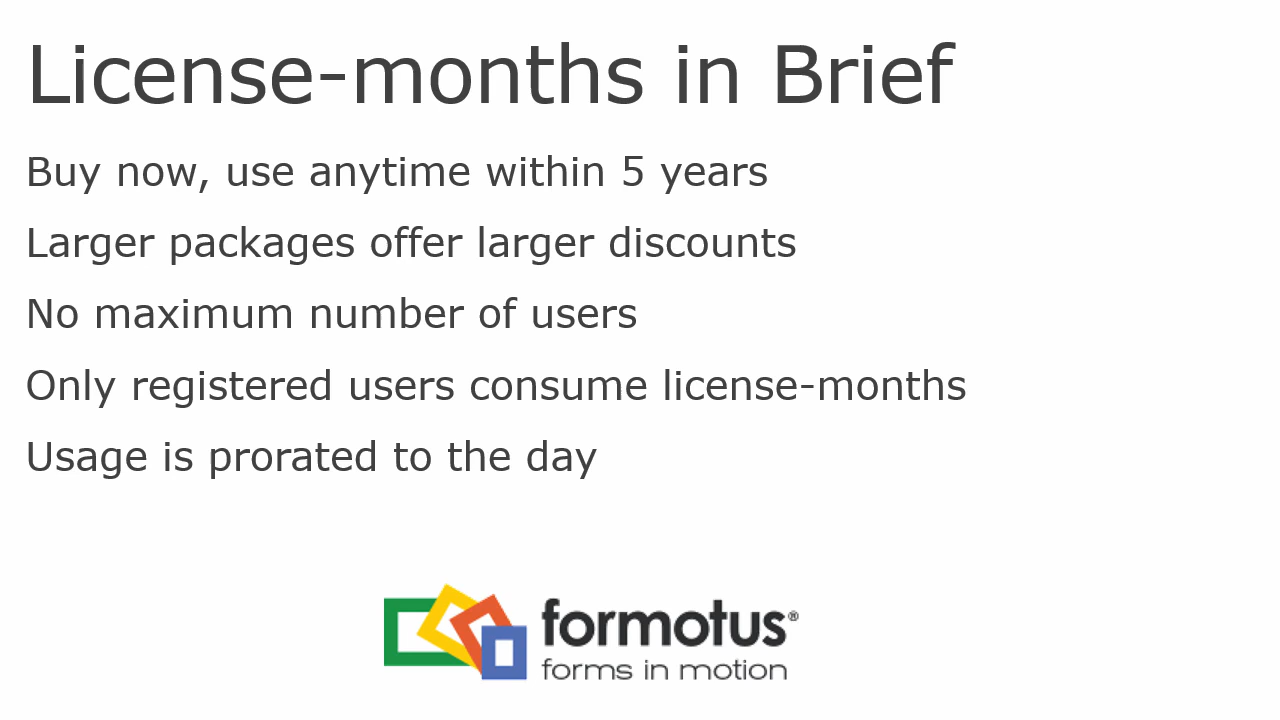 License-months in Brief
Buy now, use anytime within 5 years
Larger packages offer larger discounts
No maximum number of users
Only registered users consume license-months
Usage is prorated to the day
formotus®
forms in motion